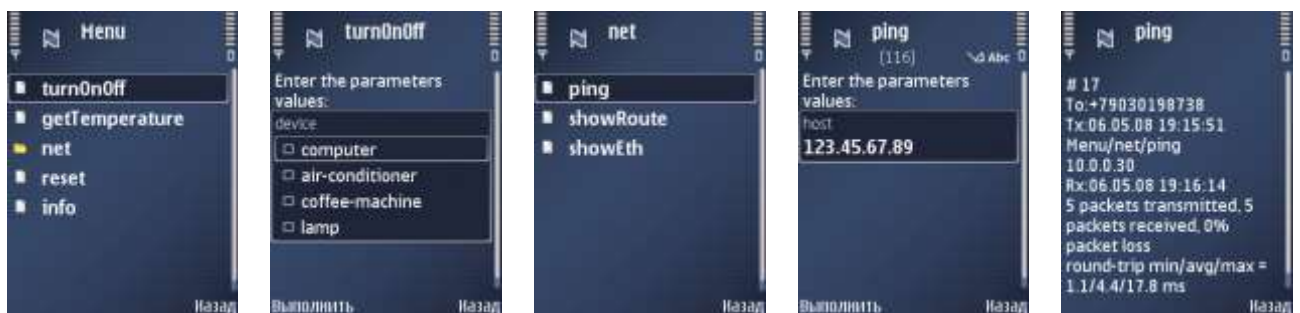 Menu
turnOnOff
getTemperature
net
reset
info
Назад
turnOnOff
Enter the parameters
values:
device
computer
air-conditioner
coffee-machine
lamp
Выполнить Назад
net
ping
showRoute
showEth
Назад
ping
(116) Abc
Enter the parameters
values:
host
123.45.67.89
Выполнить Назад
ping
# 17
To:+79030198738
Tx:06.05.08 19:15:51
Menu/net/ping
10.0.0.30
Rx:06.05.08 19:16:14
5 packets transmitted, 5
packets received, 0%
packet loss
round-trip min/avg/max =
1.1/4.4/17.8 ms
Назад